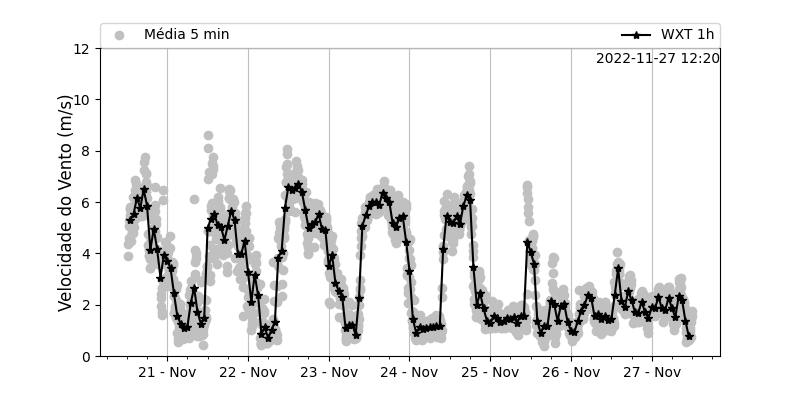 Média 5 min
WXT 1h
2022-11-27 12:20
Velocidade do Vento (m/s)
12
10
8
6
4
2
0
21 - Nov
22 - Nov
23 - Nov
24 - Nov
25 - Nov
26 - Nov
27 - Nov